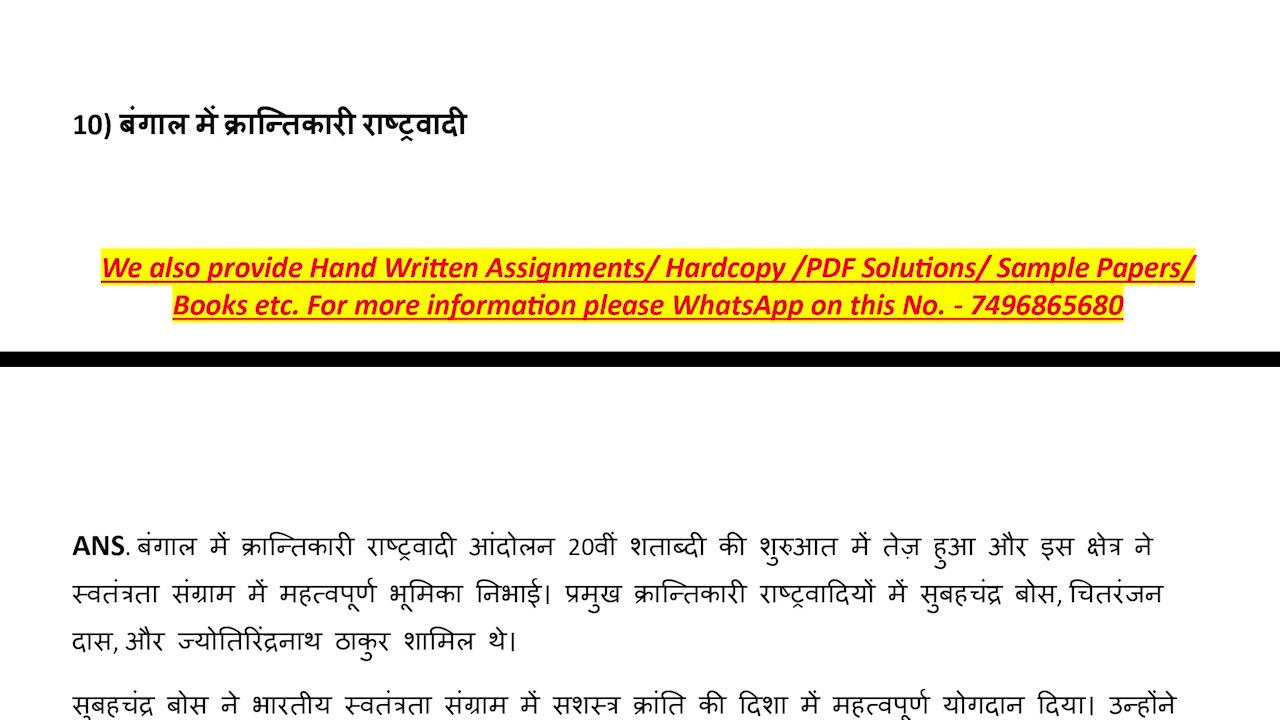 10) बंगाल में क्रान्तिकारी राष्ट्रवादी
We also provide Hand Written Assignments/ Hardcopy /PDF Solutions/ Sample Papers/
Books etc. For more information please WhatsApp on this No. - 7496865680
ANS. बंगाल में क्रान्तिकारी राष्ट्रवादी आंदोलन 20वीं शताब्दी की शुरुआत में तेज़ हुआ और इस क्षेत्र ने
स्वतंत्रता संग्राम में महत्वपूर्ण भूमिका निभाई। प्रमुख क्रान्तिकारी राष्ट्रवादियों में सुबहचंद्र बोस, चितरंजन
दास, और ज्योतिरिंद्रनाथ ठाकुर शामिल थे।
सुबहचंद्र बोस ने भारतीय स्वतंत्रता संग्राम में सशस्त्र क्रांति की दिशा में महत्वपूर्ण योगदान दिया। उन्होंने